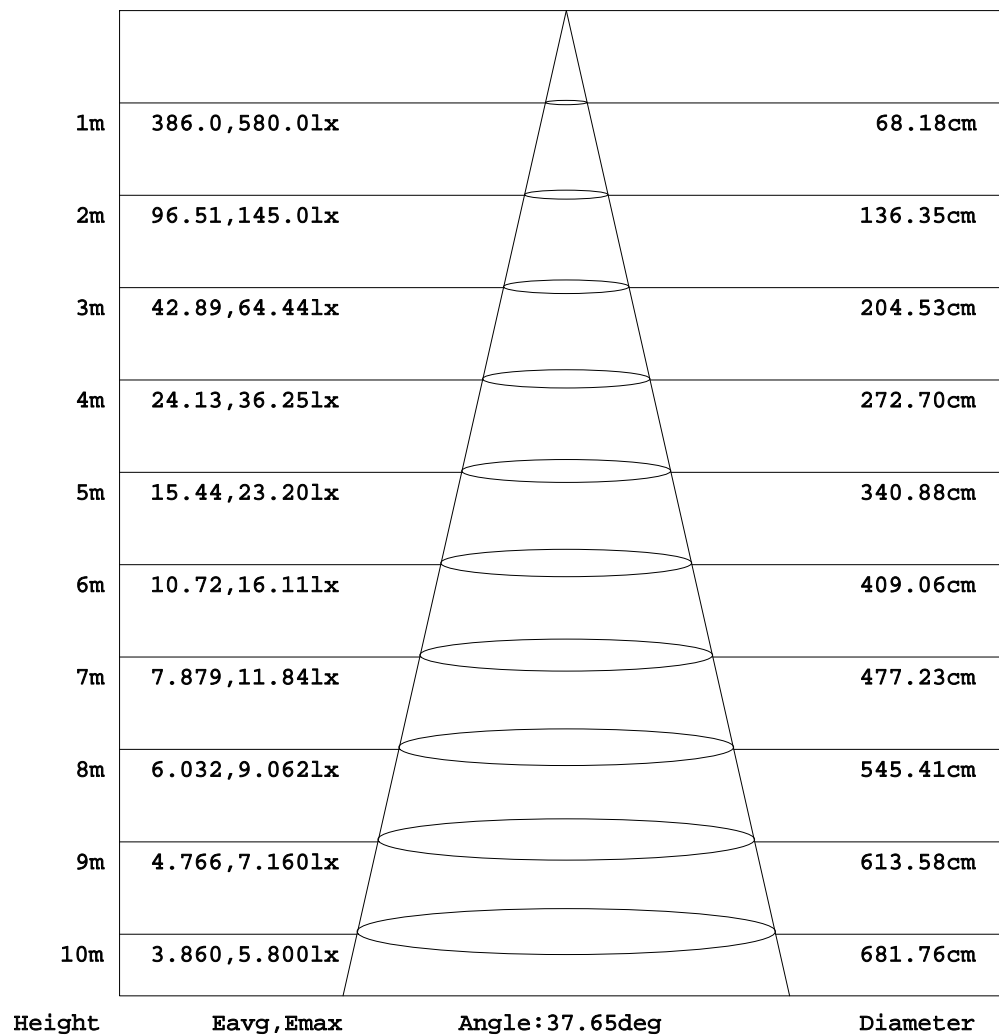 1m 386.0,580.0lx 68.18cm
2m 96.51,145.0lx 136.35cm
3m 42.89,64.44lx 204.53cm
4m 24.13,36.25lx 272.70cm
5m 15.44,23.20lx 340.88cm
6m 10.72,16.11lx 409.06cm
7m 7.879,11.84lx 477.23cm
8m 6.032,9.062lx 545.41cm
9m 4.766,7.160lx 613.58cm
10m 3.860,5.800lx 681.76cm
Height Eavg,Emax Angle:37.65deg Diameter